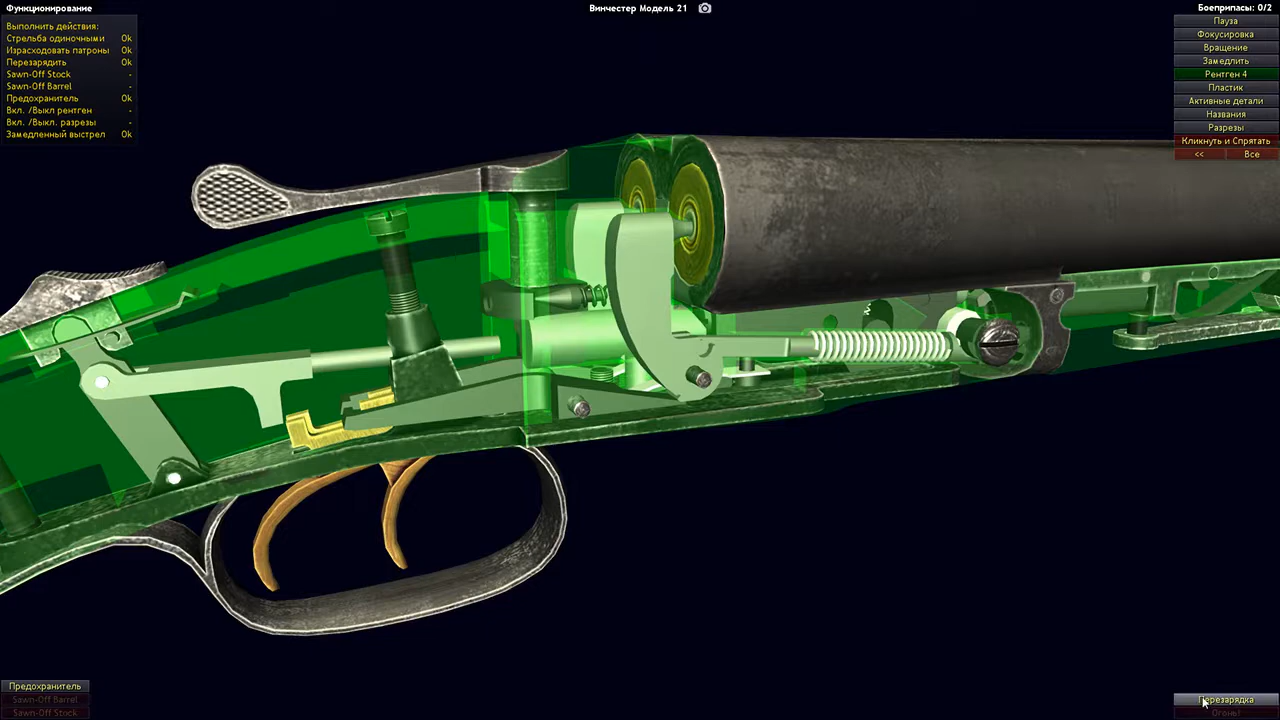 Функционирование
Винчестер Модель 21
Боеприпасы: 0/2
Выполнить действия:
Стрельба одиночными Ok
Израсходовать патроны Ok
Перезарядить Ok
Sawn-Off Stock -
Sawn-Off Barrel -
Предохранитель Ok
Вкл. /Выкл рентген -
Вкл. /Выкл. разрезы -
Замедленный выстрел Ok
Пауза
Фокусировка
Вращение
Замедлить
Рентген 4
Пластик
Активные детали
Названия
Разрезы
Кликнуть и Спрятать
<< Все
Предохранитель
Sawn-Off Barrel
Sawn-Off Stock
Перезарядка
Огонь!